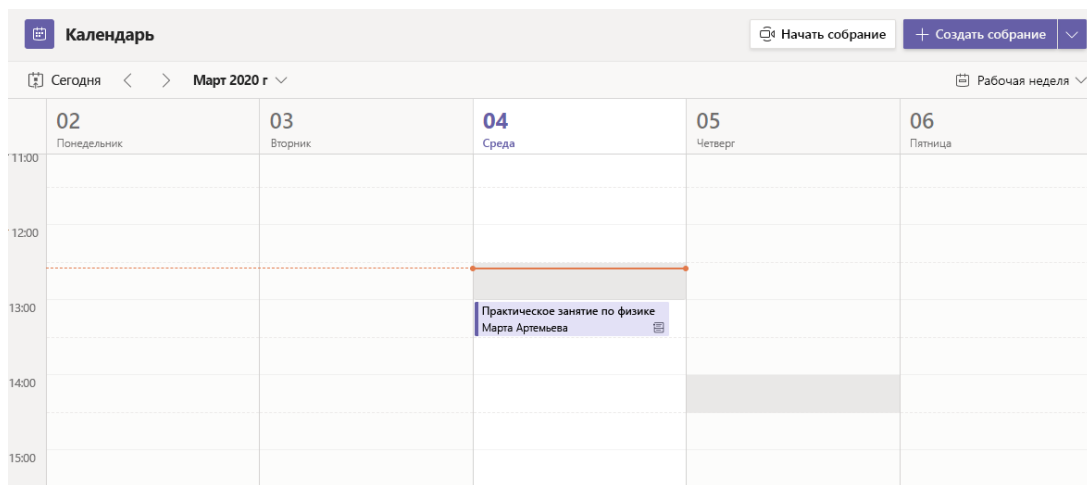 Календарь
Начать собрание
+ Создать собрание
Сегодня
Март 2020 г
Рабочая неделя
02 03 04 05 06
Понедельник Вторник Среда Четверг Пятница
11:00
12:00
13:00
Практическое занятие по физике
Марта Артемьева
14:00
15:00